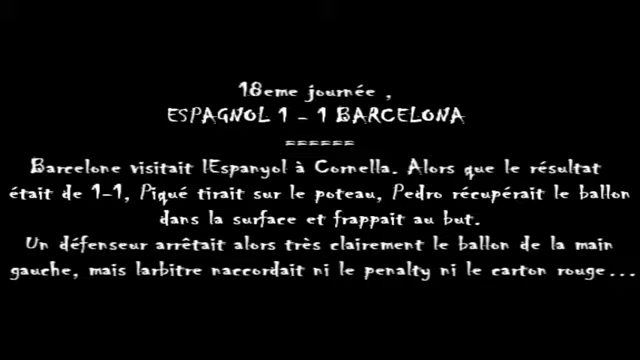 18eme journée ,
ESPAGNOL 1 - 1 BARCELONA
======
Barcelone visitait lEspanyol à Cornella. Alors que le résultat
était de 1-1, Piqué tirait sur le poteau, Pedro récupérait le ballon
dans la surface et frappait au but.
Un défenseur arrêtait alors très clairement le ballon de la main
gauche, mais larbitre naccordait ni le penalty ni le carton rouge...